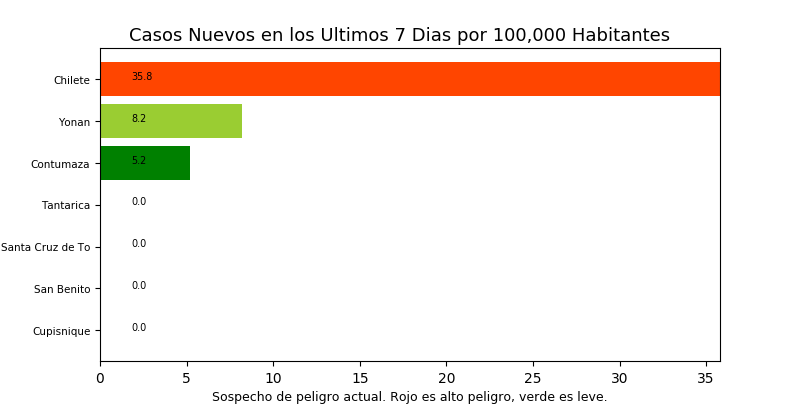 Casos Nuevos en los Ultimos 7 Dias por 100,000 Habitantes
Chilete 35.8
Yonan 8.2
Contumaza 5.2
Tantarica 0.0
Santa Cruz de To 0.0
San Benito 0.0
Cupisnique 0.0
0 5 10 15 20 25 30 35
Sospecho de peligro actual. Rojo es alto peligro, verde es leve.